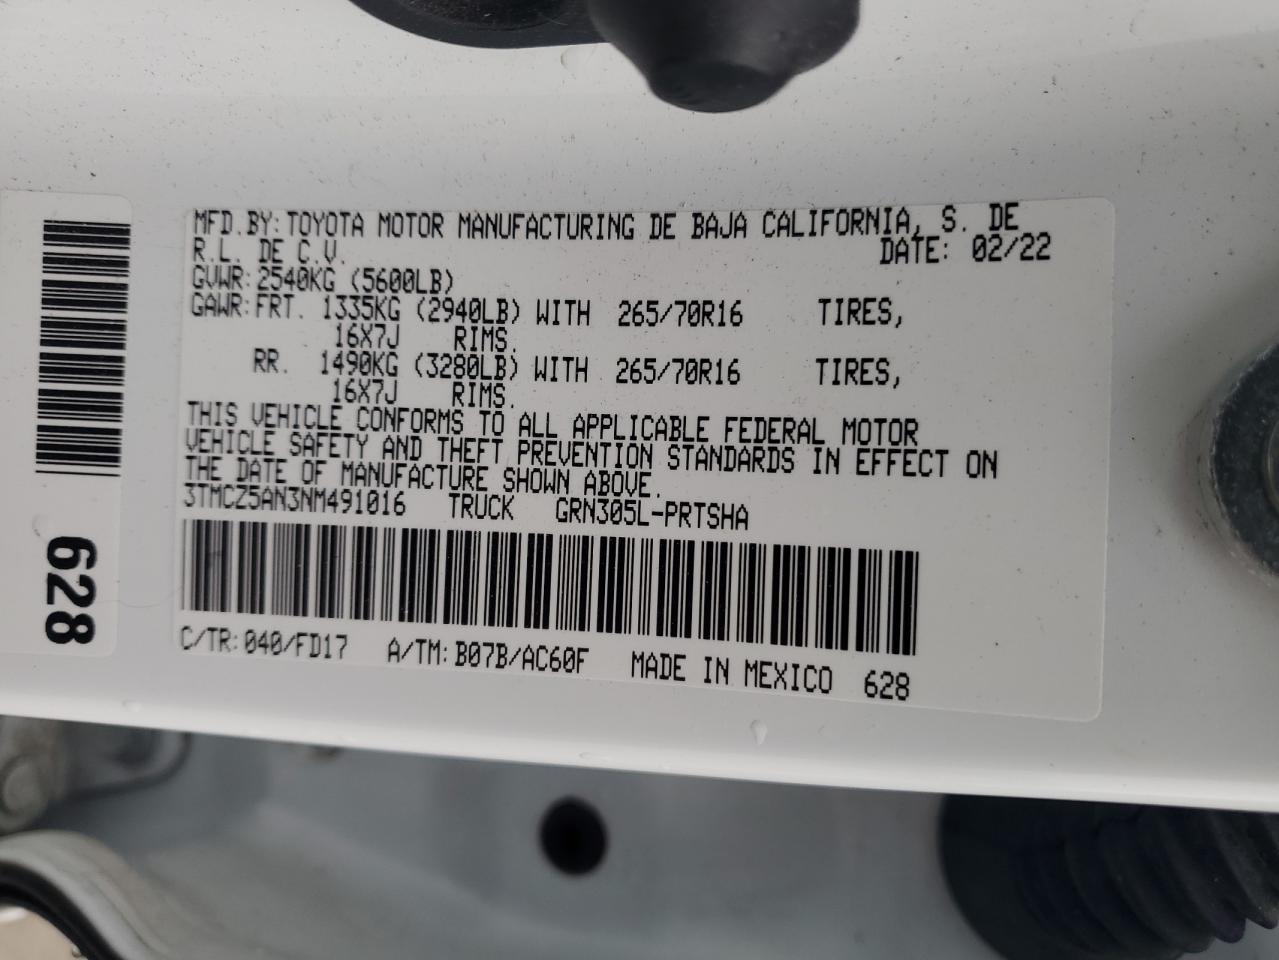 MFD.BY:TOYOTA MOTOR MANUFACTURING DE BAJA CALIFORNIA, S. DE
R.L. DE C.V. DATE: 02/22
GVWR:2540KG (5600LB)
GAWR:FRT. 1335KG (2940LB) WITH 265/70R16 TIRES,
16X7J RIMS.
RR. 1490KG (3280LB) WITH 265/70R16 TIRES,
16X7J RIMS.
THIS VEHICLE CONFORMS TO ALL APPLICABLE FEDERAL MOTOR
VEHICLE SAFETY AND THEFT PREVENTION STANDARDS IN EFFECT ON
THE DATE OF MANUFACTURE SHOWN ABOVE.
3TMCZ5AN3NM491016 TRUCK GRN305L-PRTSHA
C/TR:040/FD17 A/TM:B07B/AC60F MADE IN MEXICO 628
628